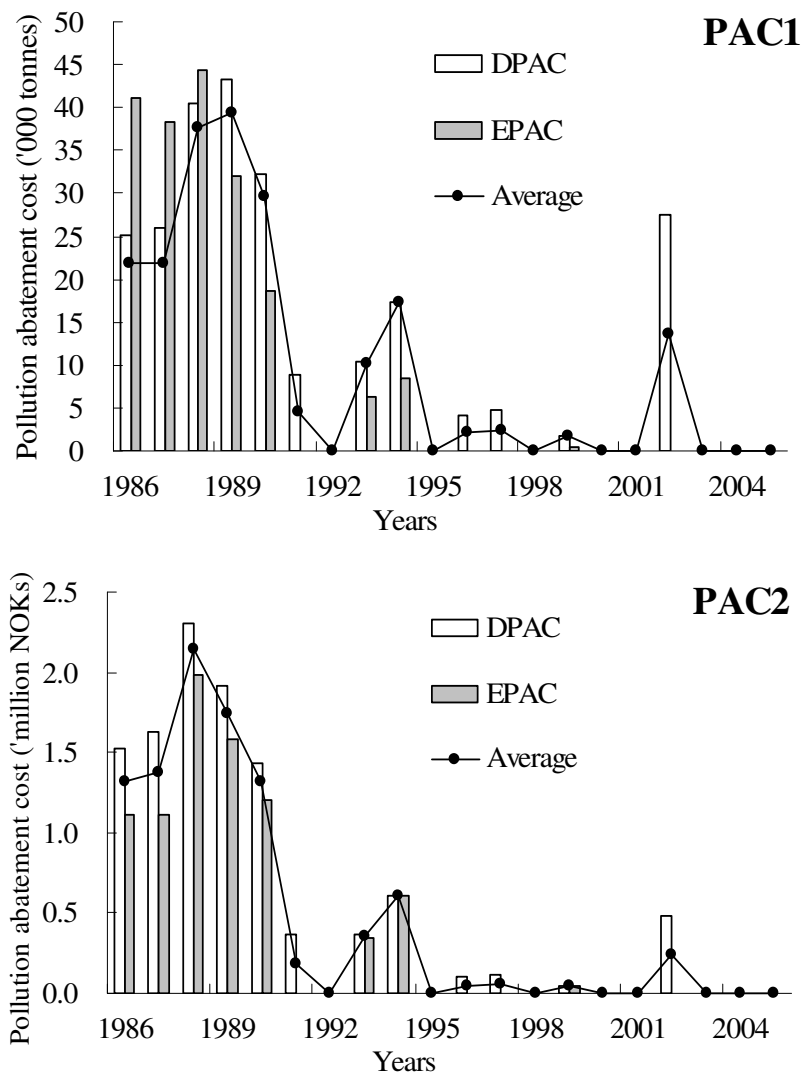 PAC1
Pollution abatement cost ('000 tonnes)
50
45
40
35
30
25
20
15
10
5
0
DPAC
EPAC
Average
1986 1989 1992 1995 1998 2001 2004
Years
PAC2
Pollution abatement cost ('million NOKs)
2.5
2.0
1.5
1.0
0.5
0.0
DPAC
EPAC
Average
1986 1989 1992 1995 1998 2001 2004
Years